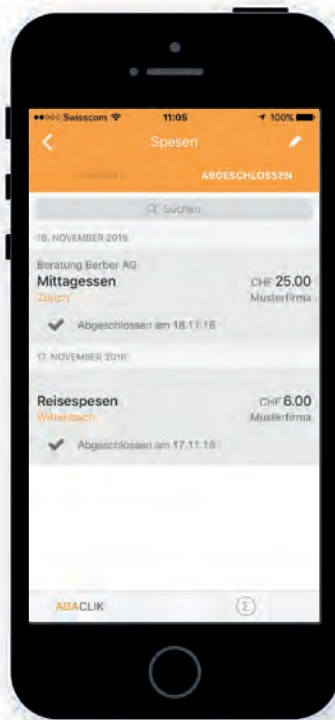 Swisscom 11:05 100%
Spesen
ABGESCHLOSSEN
Suchen
18. NOVEMBER 2016
Beratung Berber AG
Mittagessen CHF 25.00
Zürich Musterfirma
Abgeschlossen am 18.11.16
17. NOVEMBER 2016
Reisespesen CHF 6.00
Wittenbach Musterfirma
Abgeschlossen am 17.11.16
ABACLIK